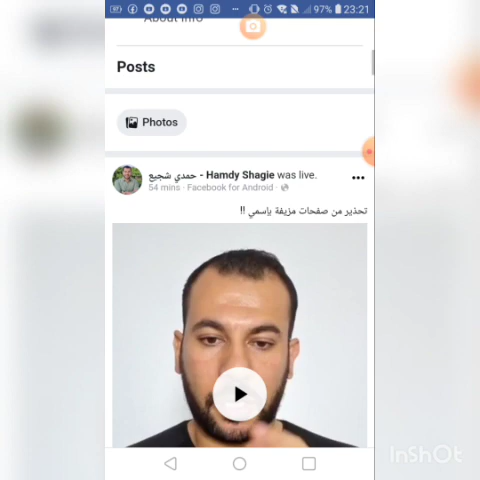 97% 23:21
About Info
Posts
Photos
حمدي شجيع - Hamdy Shagie was live.
54 mins · Facebook for Android ·
تحذير من صفحات مزيفة بإسمي !!
InShOt